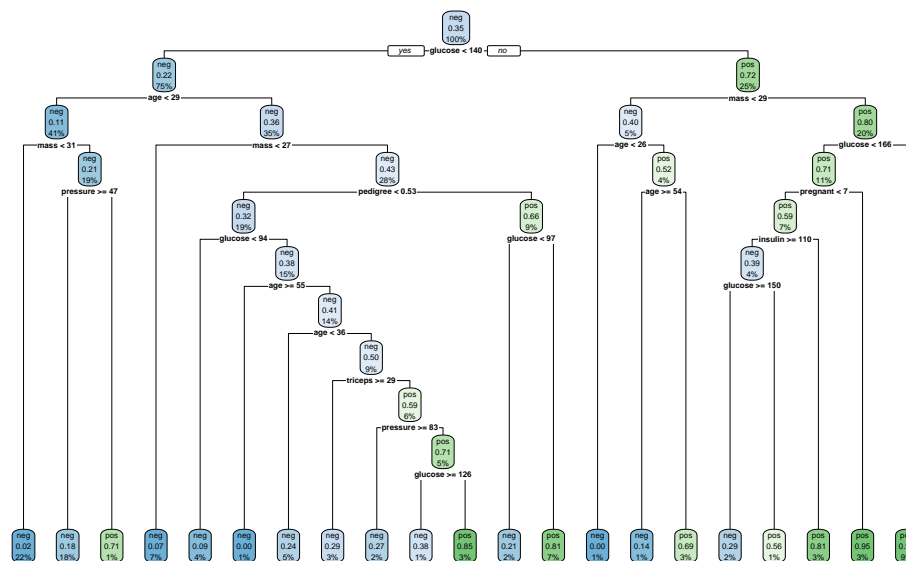 neg
0.35
100%
yes glucose < 140 no
neg
0.22
75%
pos
0.72
25%
age < 29
mass < 29
neg
0.11
41%
neg
0.36
35%
neg
0.40
5%
pos
0.80
20%
mass < 31
mass < 27
age < 26
glucose < 166
neg
0.21
19%
neg
0.43
28%
pos
0.52
4%
pos
0.71
11%
pressure >= 47
pedigree < 0.53
age >= 54
pregnant < 7
neg
0.32
19%
pos
0.66
9%
pos
0.59
7%
glucose < 94
glucose < 97
insulin >= 110
neg
0.38
15%
neg
0.39
4%
age >= 55
glucose >= 150
neg
0.41
14%
age < 36
neg
0.50
9%
triceps >= 29
pos
0.59
6%
pressure >= 83
pos
0.71
5%
glucose >= 126
neg
0.02
22%
neg
0.18
18%
pos
0.71
1%
neg
0.07
7%
neg
0.09
4%
neg
0.00
1%
neg
0.24
5%
neg
0.29
3%
neg
0.27
2%
neg
0.38
1%
pos
0.85
3%
neg
0.21
2%
pos
0.81
7%
neg
0.00
1%
neg
0.14
1%
pos
0.69
3%
neg
0.29
2%
pos
0.56
1%
pos
0.81
3%
pos
0.95
3%